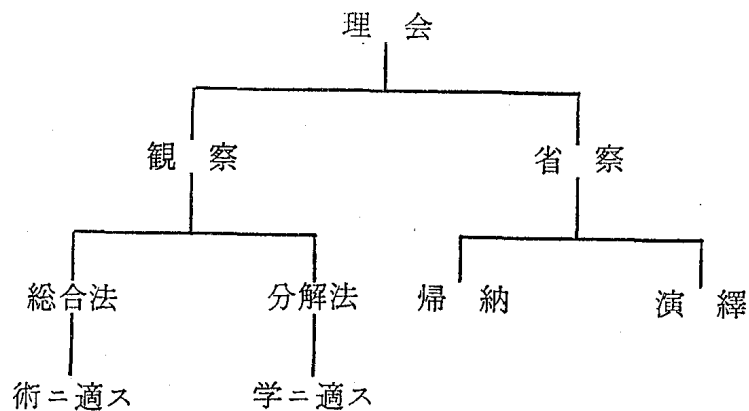 理会
観察 省察
総合法 分解法 帰納 演繹
術ニ適ス 学ニ適ス